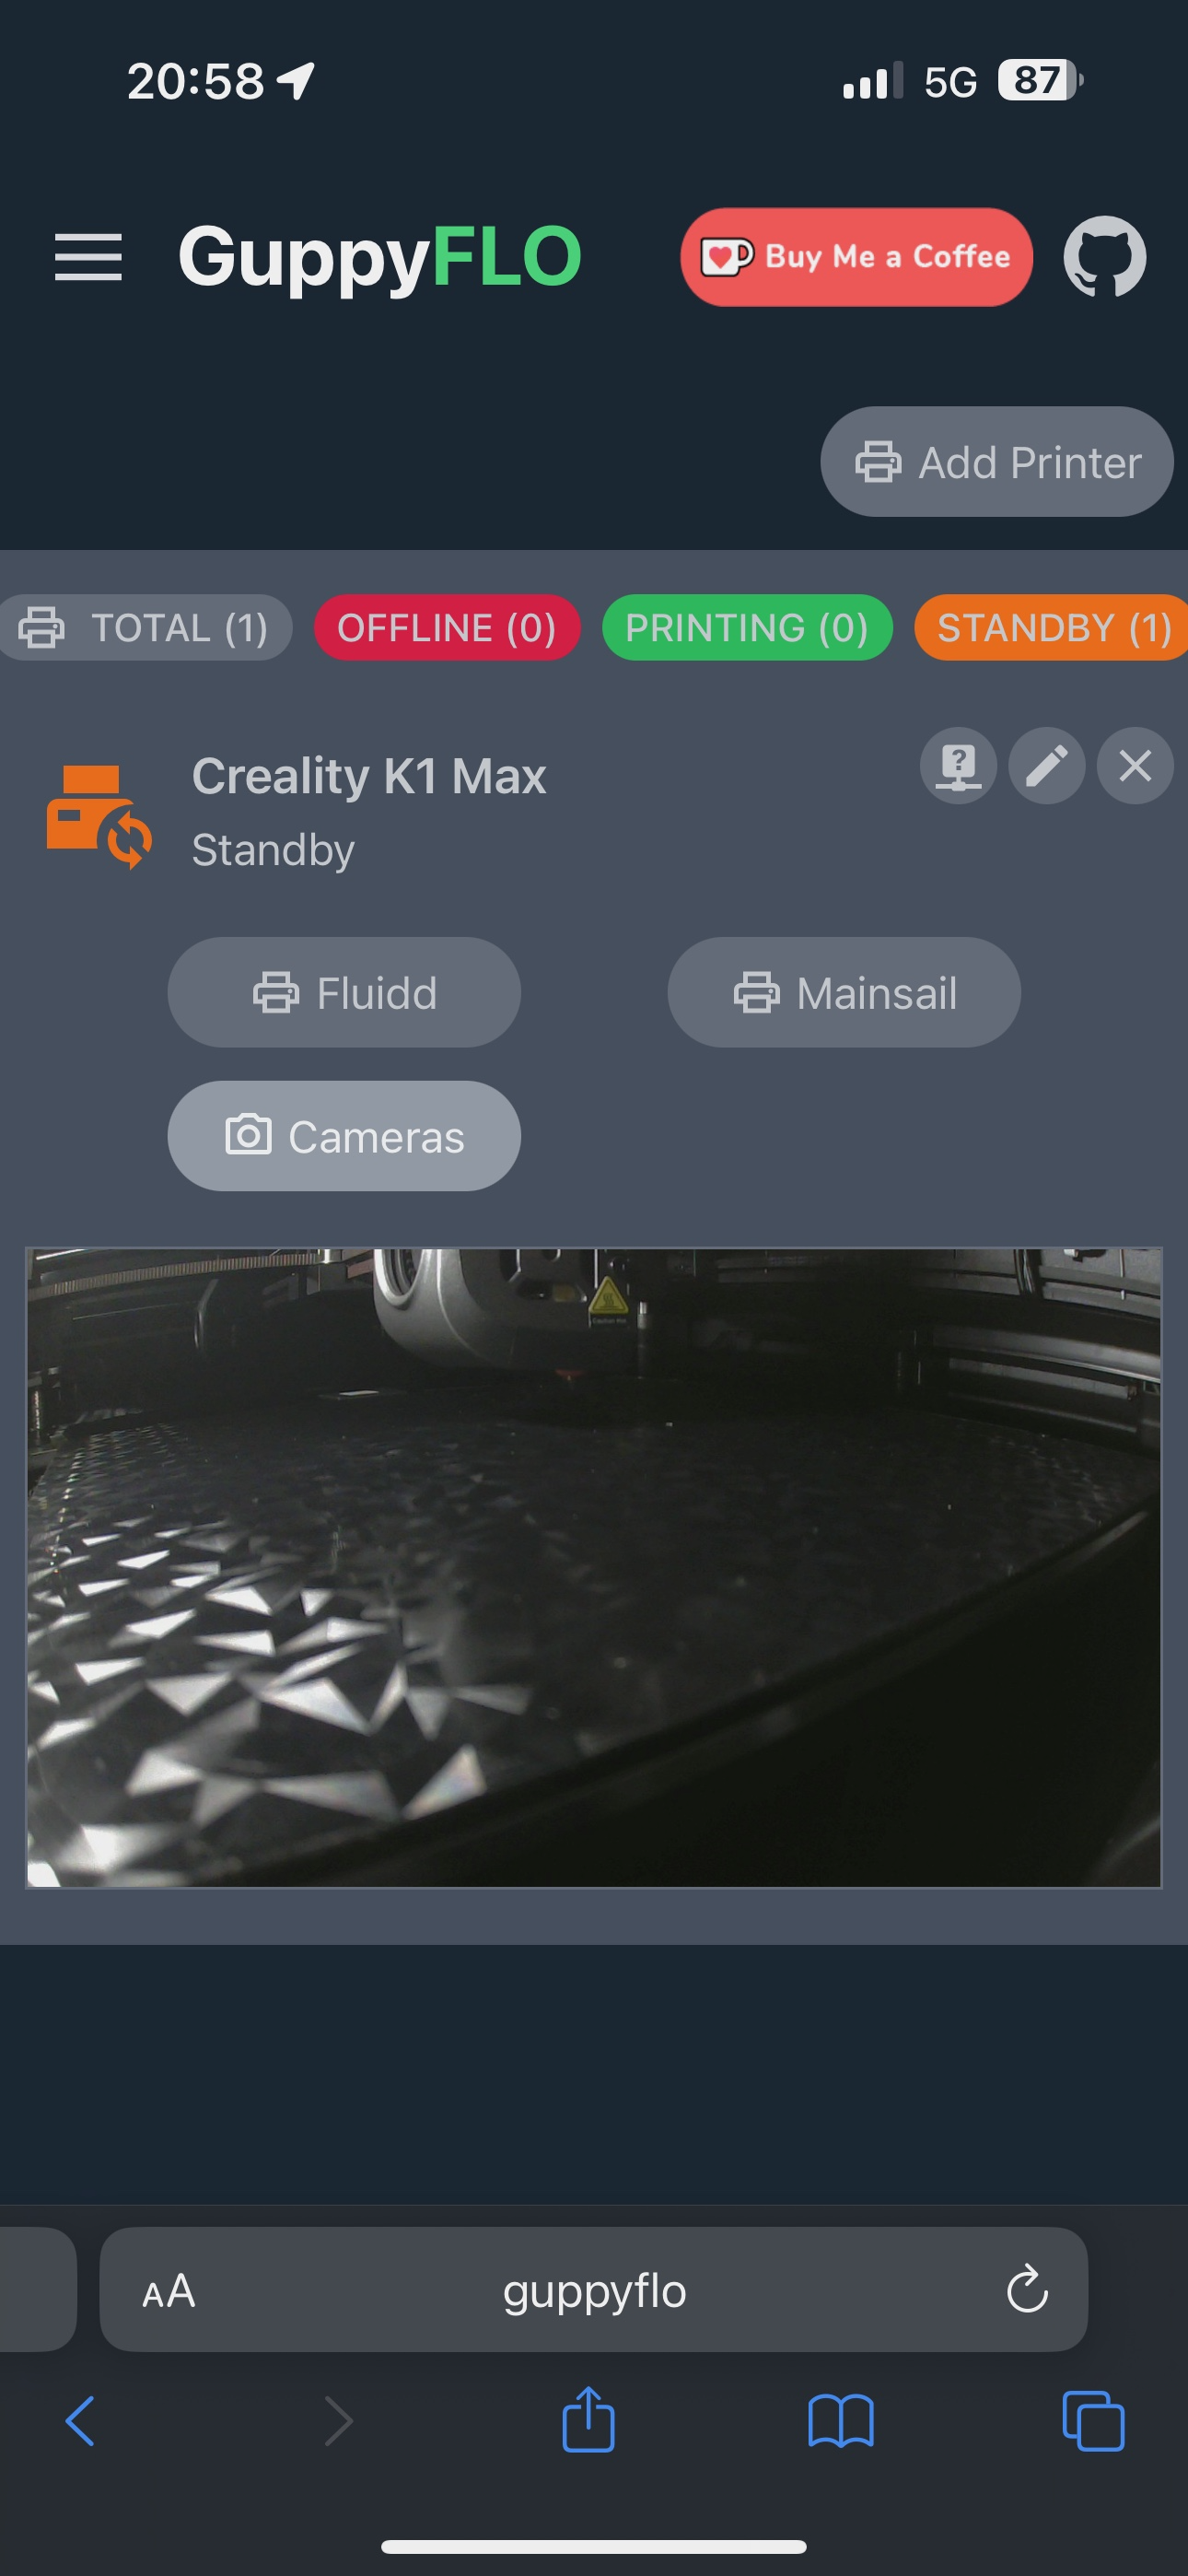 20:58 5G 87
GuppyFLO Buy Me a Coffee
Add Printer
TOTAL (1) OFFLINE (0) PRINTING (0) STANDBY (1)
Creality K1 Max
?
Standby
Fluidd Mainsail
Cameras
AA guppyflo